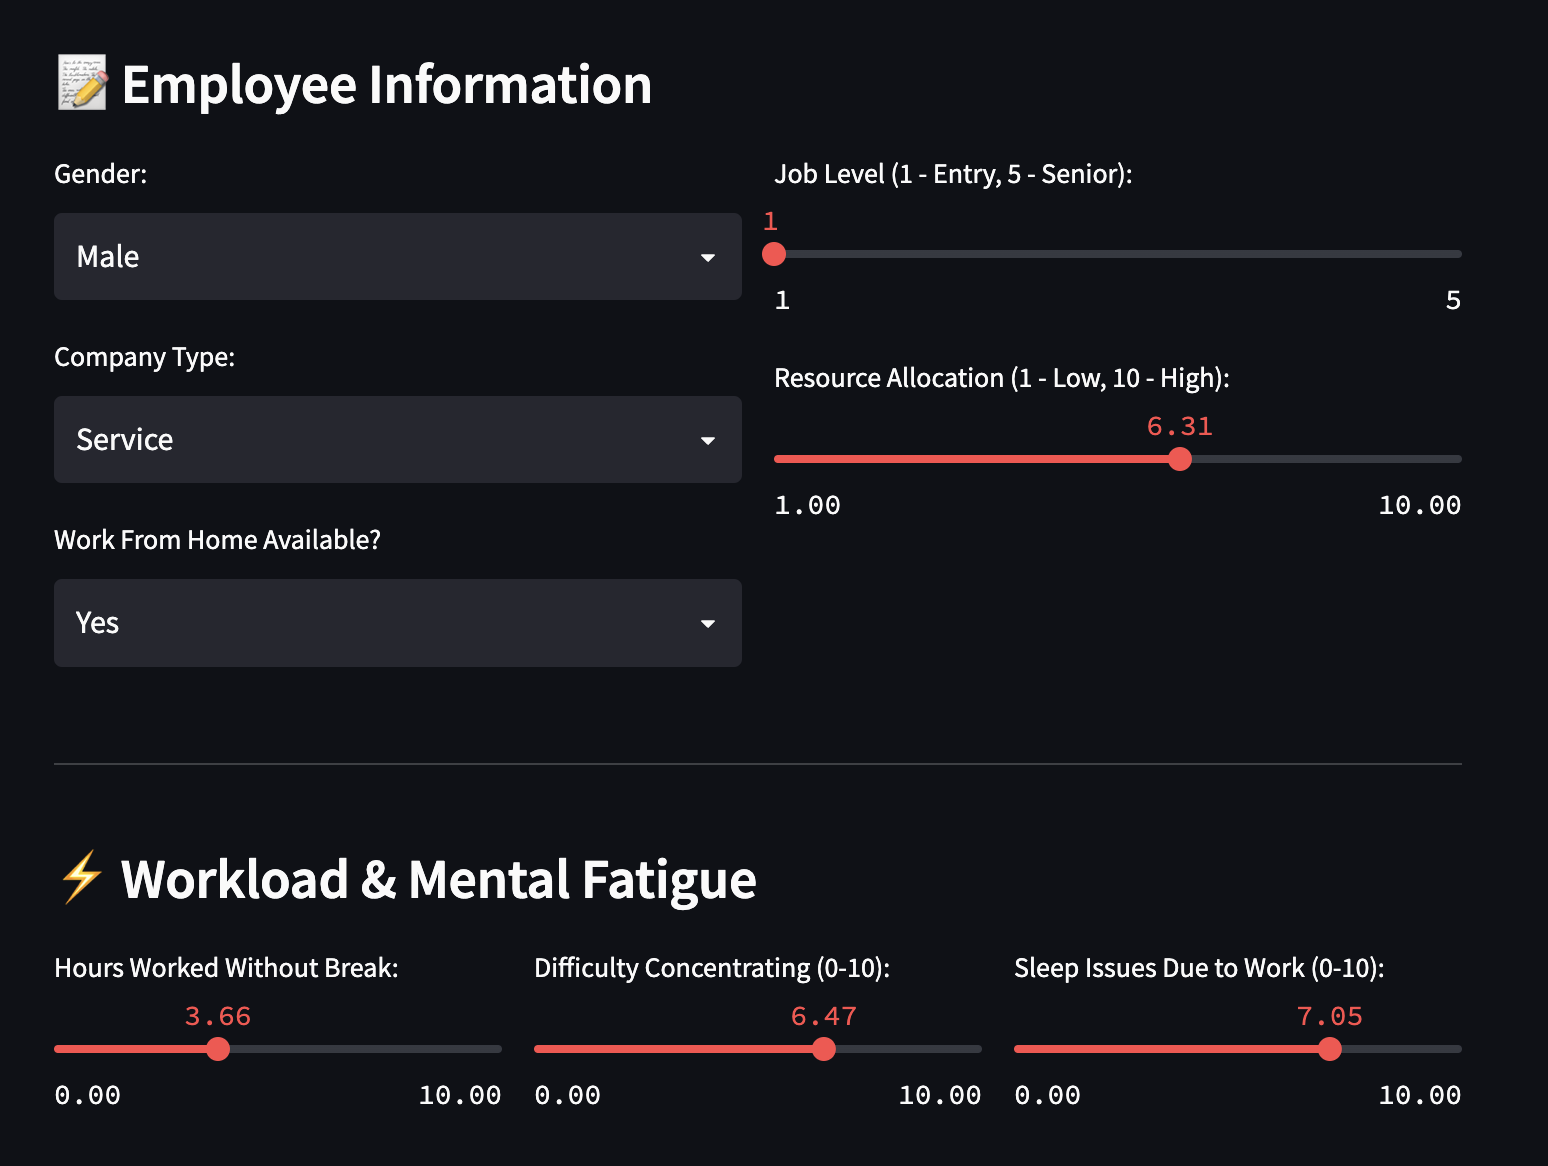 📝 Employee Information
Gender:
Male
Company Type:
Service
Work From Home Available?
Yes
Job Level (1 - Entry, 5 - Senior):
1
1 5
Resource Allocation (1 - Low, 10 - High):
6.31
1.00 10.00
⚡ Workload & Mental Fatigue
Hours Worked Without Break:
3.66
0.00 10.00
Difficulty Concentrating (0-10):
6.47
0.00 10.00
Sleep Issues Due to Work (0-10):
7.05
0.00 10.00